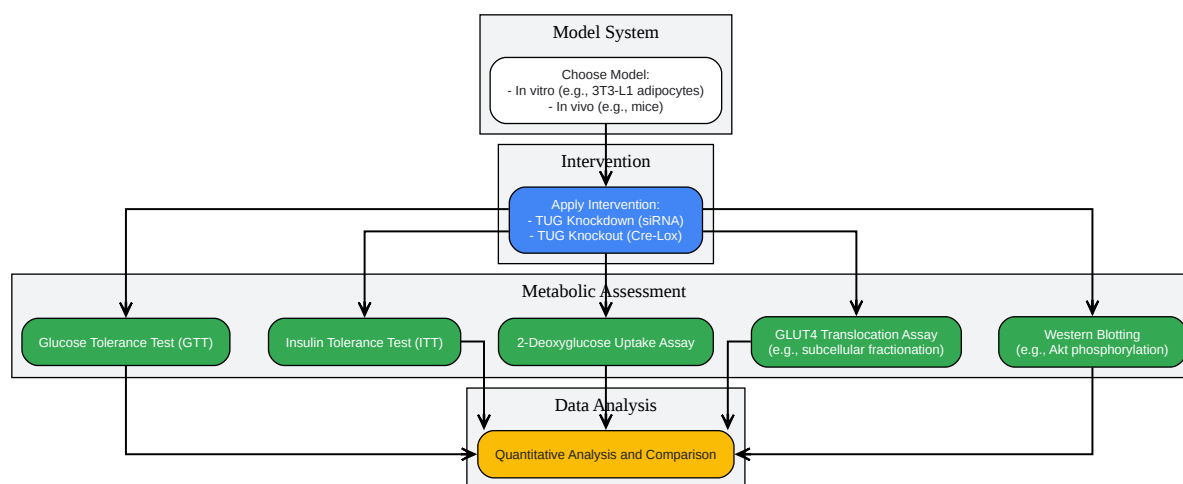 Model System
Choose Model:
- In vitro (e.g., 3T3-L1 adipocytes)
- In vivo (e.g., mice)
Intervention
Apply Intervention:
- TUG Knockdown (siRNA)
- TUG Knockout (Cre-Lox)
Metabolic Assessment
Glucose Tolerance Test (GTT)
Insulin Tolerance Test (ITT)
2-Deoxyglucose Uptake Assay
GLUT4 Translocation Assay
(e.g., subcellular fractionation)
Western Blotting
(e.g., Akt phosphorylation)
Data Analysis
Quantitative Analysis and Comparison